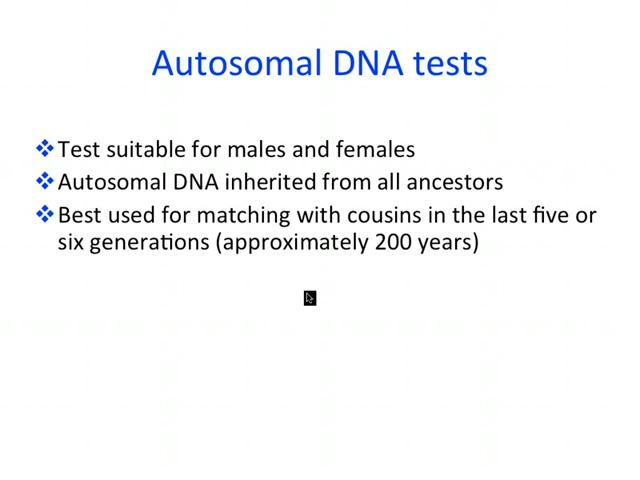 Autosomal DNA tests
❖Test suitable for males and females
❖Autosomal DNA inherited from all ancestors
❖Best used for matching with cousins in the last five or
six generations (approximately 200 years)